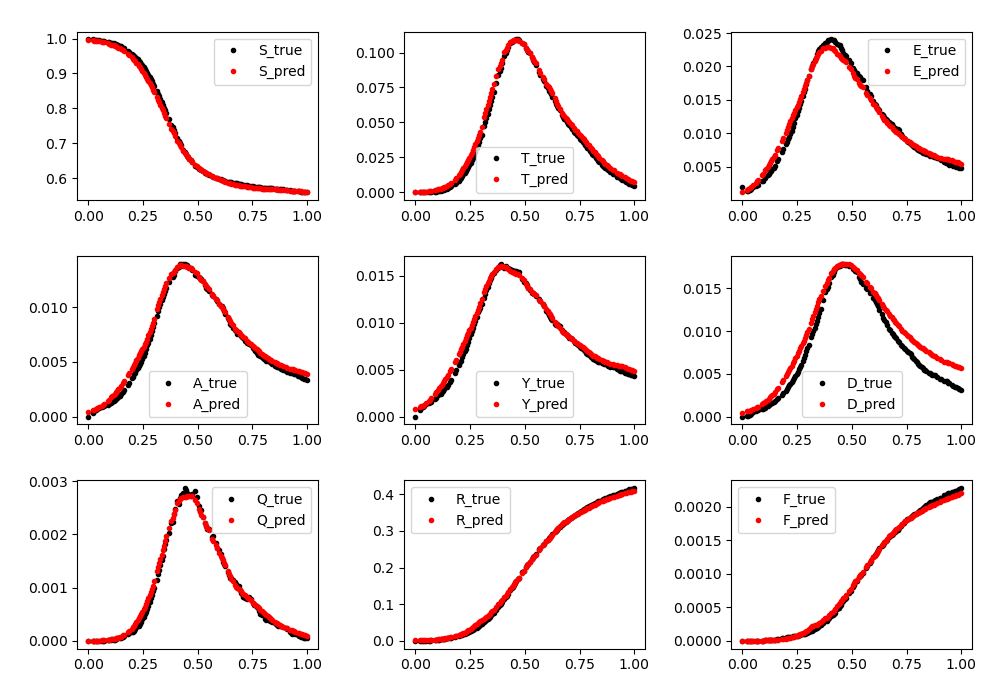 1.0
0.9
0.8
0.7
0.6
0.00 0.25 0.50 0.75 1.00
S_true
S_pred
0.100
0.075
0.050
0.025
0.000
0.00 0.25 0.50 0.75 1.00
T_true
T_pred
0.025
0.020
0.015
0.010
0.005
0.00 0.25 0.50 0.75 1.00
E_true
E_pred
0.010
0.005
0.000
0.00 0.25 0.50 0.75 1.00
A_true
A_pred
0.015
0.010
0.005
0.000
0.00 0.25 0.50 0.75 1.00
Y_true
Y_pred
0.015
0.010
0.005
0.000
0.00 0.25 0.50 0.75 1.00
D_true
D_pred
0.003
0.002
0.001
0.000
0.00 0.25 0.50 0.75 1.00
Q_true
Q_pred
0.4
0.3
0.2
0.1
0.0
0.00 0.25 0.50 0.75 1.00
R_true
R_pred
0.0020
0.0015
0.0010
0.0005
0.0000
0.00 0.25 0.50 0.75 1.00
F_true
F_pred